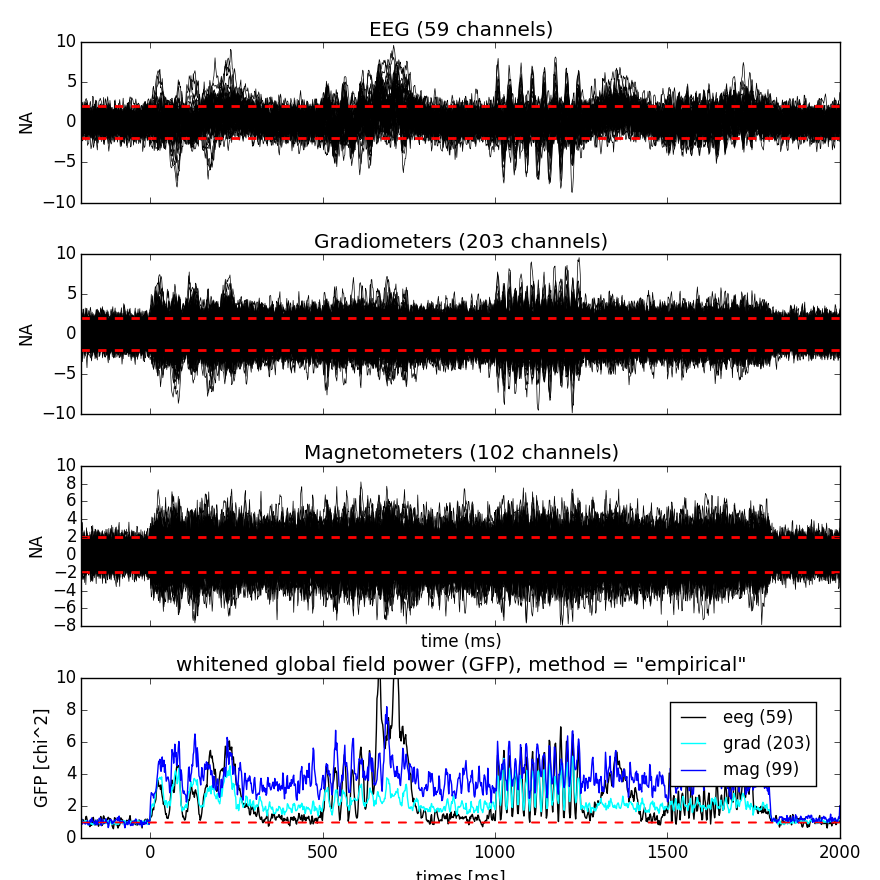 EEG (59 channels)
10
5
0
−5
−10
NA
Gradiometers (203 channels)
10
5
0
−5
−10
NA
Magnetometers (102 channels)
10
8
6
4
2
0
−2
−4
−6
−8
NA
time (ms)
whitened global field power (GFP), method = "empirical"
10
8
6
4
2
0
GFP [chi^2]
eeg (59)
grad (203)
mag (99)
0 500 1000 1500 2000
times [ms]